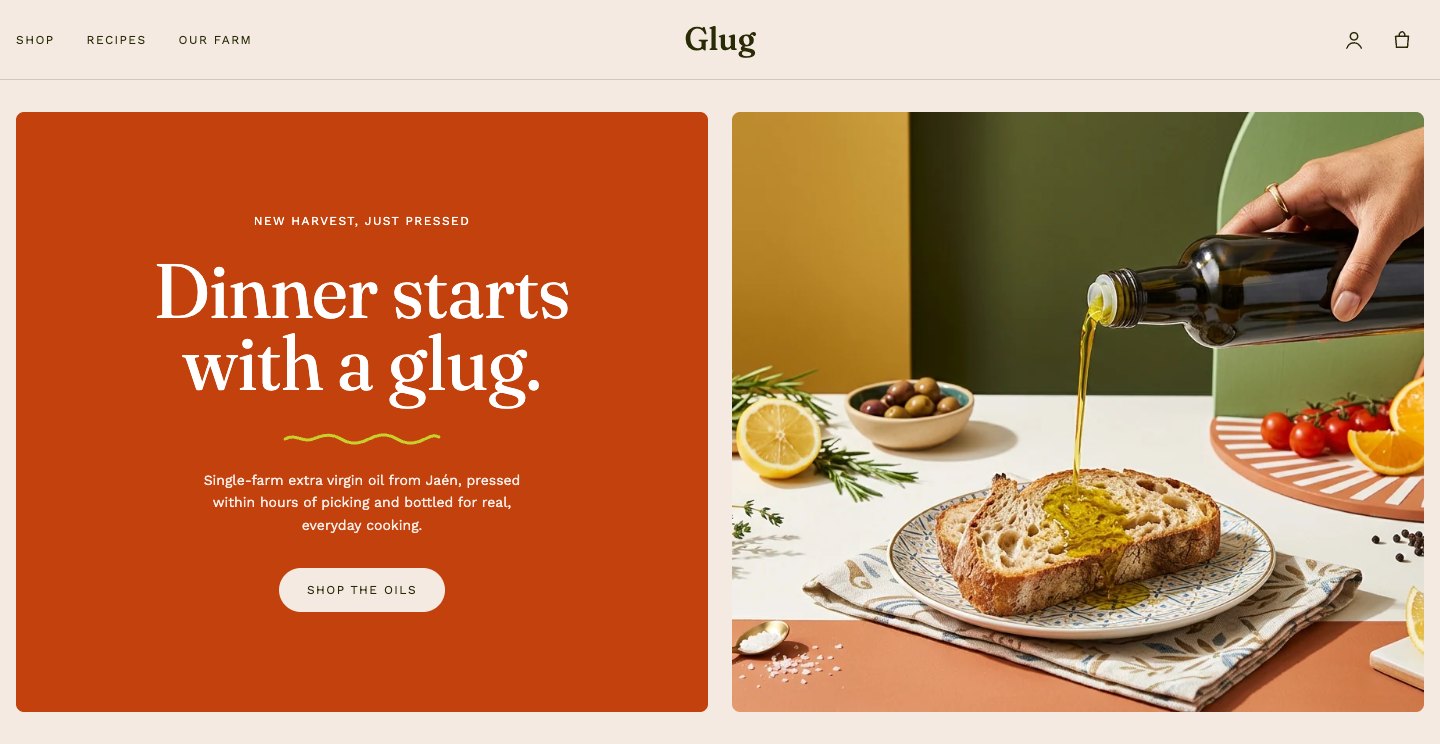 SHOP
RECIPES
OUR FARM
Glug
NEW HARVEST, JUST PRESSED
Dinner starts
with a glug.
Single-farm extra virgin oil from Jaén, pressed
within hours of picking and bottled for real,
everyday cooking.
SHOP THE OILS